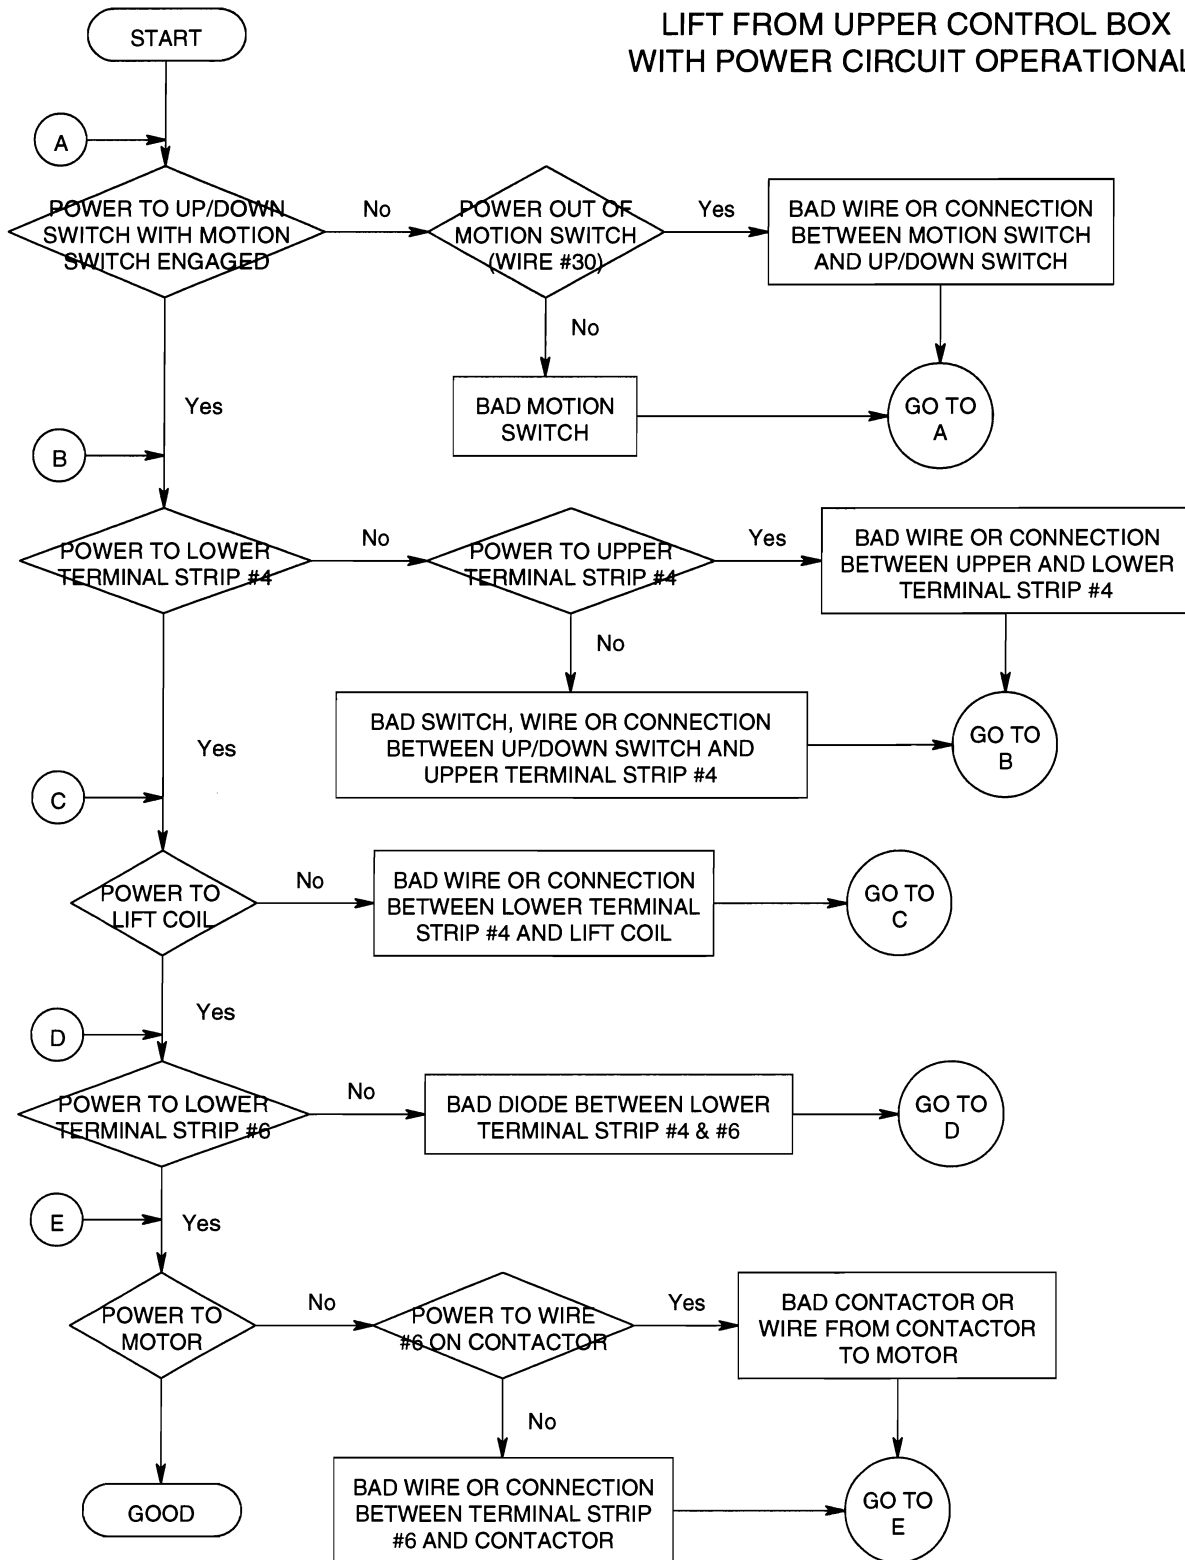 LIFT FROM UPPER CONTROL BOX
WITH POWER CIRCUIT OPERATIONAL
START
A
POWER TO UP/DOWN
SWITCH WITH MOTION
SWITCH ENGAGED
No
POWER OUT OF
MOTION SWITCH
(WIRE #30)
Yes
BAD WIRE OR CONNECTION
BETWEEN MOTION SWITCH
AND UP/DOWN SWITCH
No
Yes
BAD MOTION
SWITCH
GO TO
A
B
POWER TO LOWER
TERMINAL STRIP #4
No
POWER TO UPPER
TERMINAL STRIP #4
Yes
BAD WIRE OR CONNECTION
BETWEEN UPPER AND LOWER
TERMINAL STRIP #4
No
Yes
BAD SWITCH, WIRE OR CONNECTION
BETWEEN UP/DOWN SWITCH AND
UPPER TERMINAL STRIP #4
GO TO
B
C
POWER TO
LIFT COIL
No
BAD WIRE OR CONNECTION
BETWEEN LOWER TERMINAL
STRIP #4 AND LIFT COIL
GO TO
C
Yes
D
POWER TO LOWER
TERMINAL STRIP #6
No
BAD DIODE BETWEEN LOWER
TERMINAL STRIP #4 & #6
GO TO
D
E
Yes
POWER TO
MOTOR
No
POWER TO WIRE
#6 ON CONTACTOR
Yes
BAD CONTACTOR OR
WIRE FROM CONTACTOR
TO MOTOR
No
GOOD
BAD WIRE OR CONNECTION
BETWEEN TERMINAL STRIP
#6 AND CONTACTOR
GO TO
E